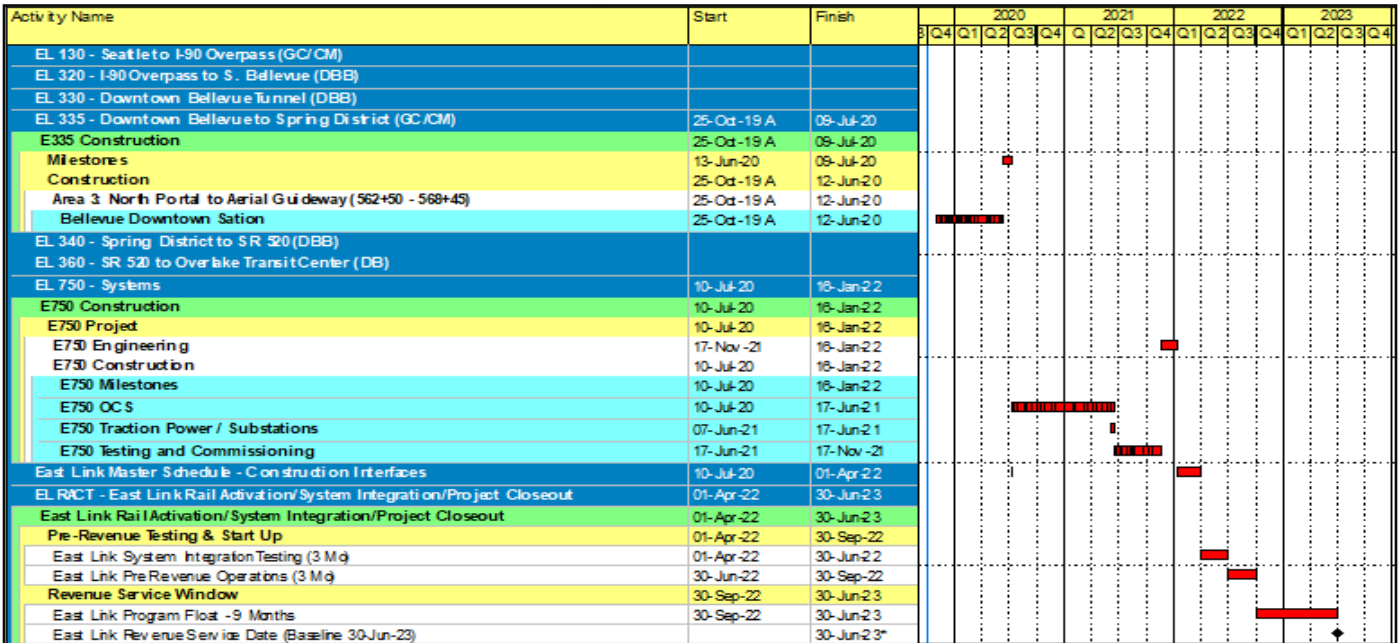 Activity Name Start Finish 2020 2021 2022 2023
3 Q4 Q1 Q2 Q3 Q4 Q Q2 Q3 Q4 Q1 Q2 Q3 Q4 Q1 Q2 Q3 Q4
EL 130 - Seattle to I-90 Overpass (GC/CM)
EL 320 - I-90 Overpass to S. Bellevue (DBB)
EL 330 - Downtown Bellevue Tunnel (DBB)
EL 335 - Downtown Bellevue to Spring District (GC/CM) 25-Oct-19 A 09-Jul-20
E335 Construction 25-Oct-19 A 09-Jul-20
Milestones 13-Jun-20 09-Jul-20
Construction 25-Oct-19 A 12-Jun-20
Area 3: North Portal to Aerial Guideway (562+50 - 568+45) 25-Oct-19 A 12-Jun-20
Bellevue Downtown Sation 25-Oct-19 A 12-Jun-20
EL 340 - Spring District to SR 520 (DBB)
EL 360 - SR 520 to Overlake Transit Center (DB)
EL 750 - Systems 10-Jul-20 16-Jan-22
E750 Construction 10-Jul-20 16-Jan-22
E750 Project 10-Jul-20 16-Jan-22
E750 Engineering 17-Nov-21 16-Jan-22
E750 Construction 10-Jul-20 16-Jan-22
E750 Milestones 10-Jul-20 16-Jan-22
E750 OCS 10-Jul-20 17-Jun-21
E750 Traction Power / Substations 07-Jun-21 17-Jun-21
E750 Testing and Commissioning 17-Jun-21 17-Nov-21
East Link Master Schedule - Construction Interfaces 10-Jul-20 01-Apr-22
EL RACT - East Link Rail Activation/System Integration/Project Closeout 01-Apr-22 30-Jun-23
East Link Rail Activation/System Integration/Project Closeout 01-Apr-22 30-Jun-23
Pre-Revenue Testing & Start Up 01-Apr-22 30-Sep-22
East Link System Integration Testing (3 Mo) 01-Apr-22 30-Jun-22
East Link Pre Revenue Operations (3 Mo) 30-Jun-22 30-Sep-22
Revenue Service Window 30-Sep-22 30-Jun-23
East Link Program Float - 9 Months 30-Sep-22 30-Jun-23
East Link Revenue Service Date (Baseline 30-Jun-23) 30-Jun-23*